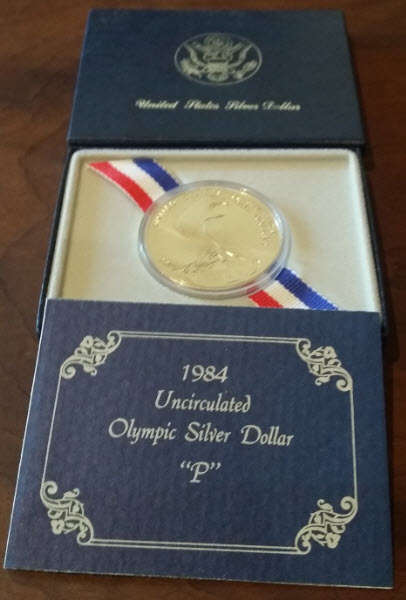 United States Silver Dollar
1984
Uncirculated
Olympic Silver Dollar
"P"